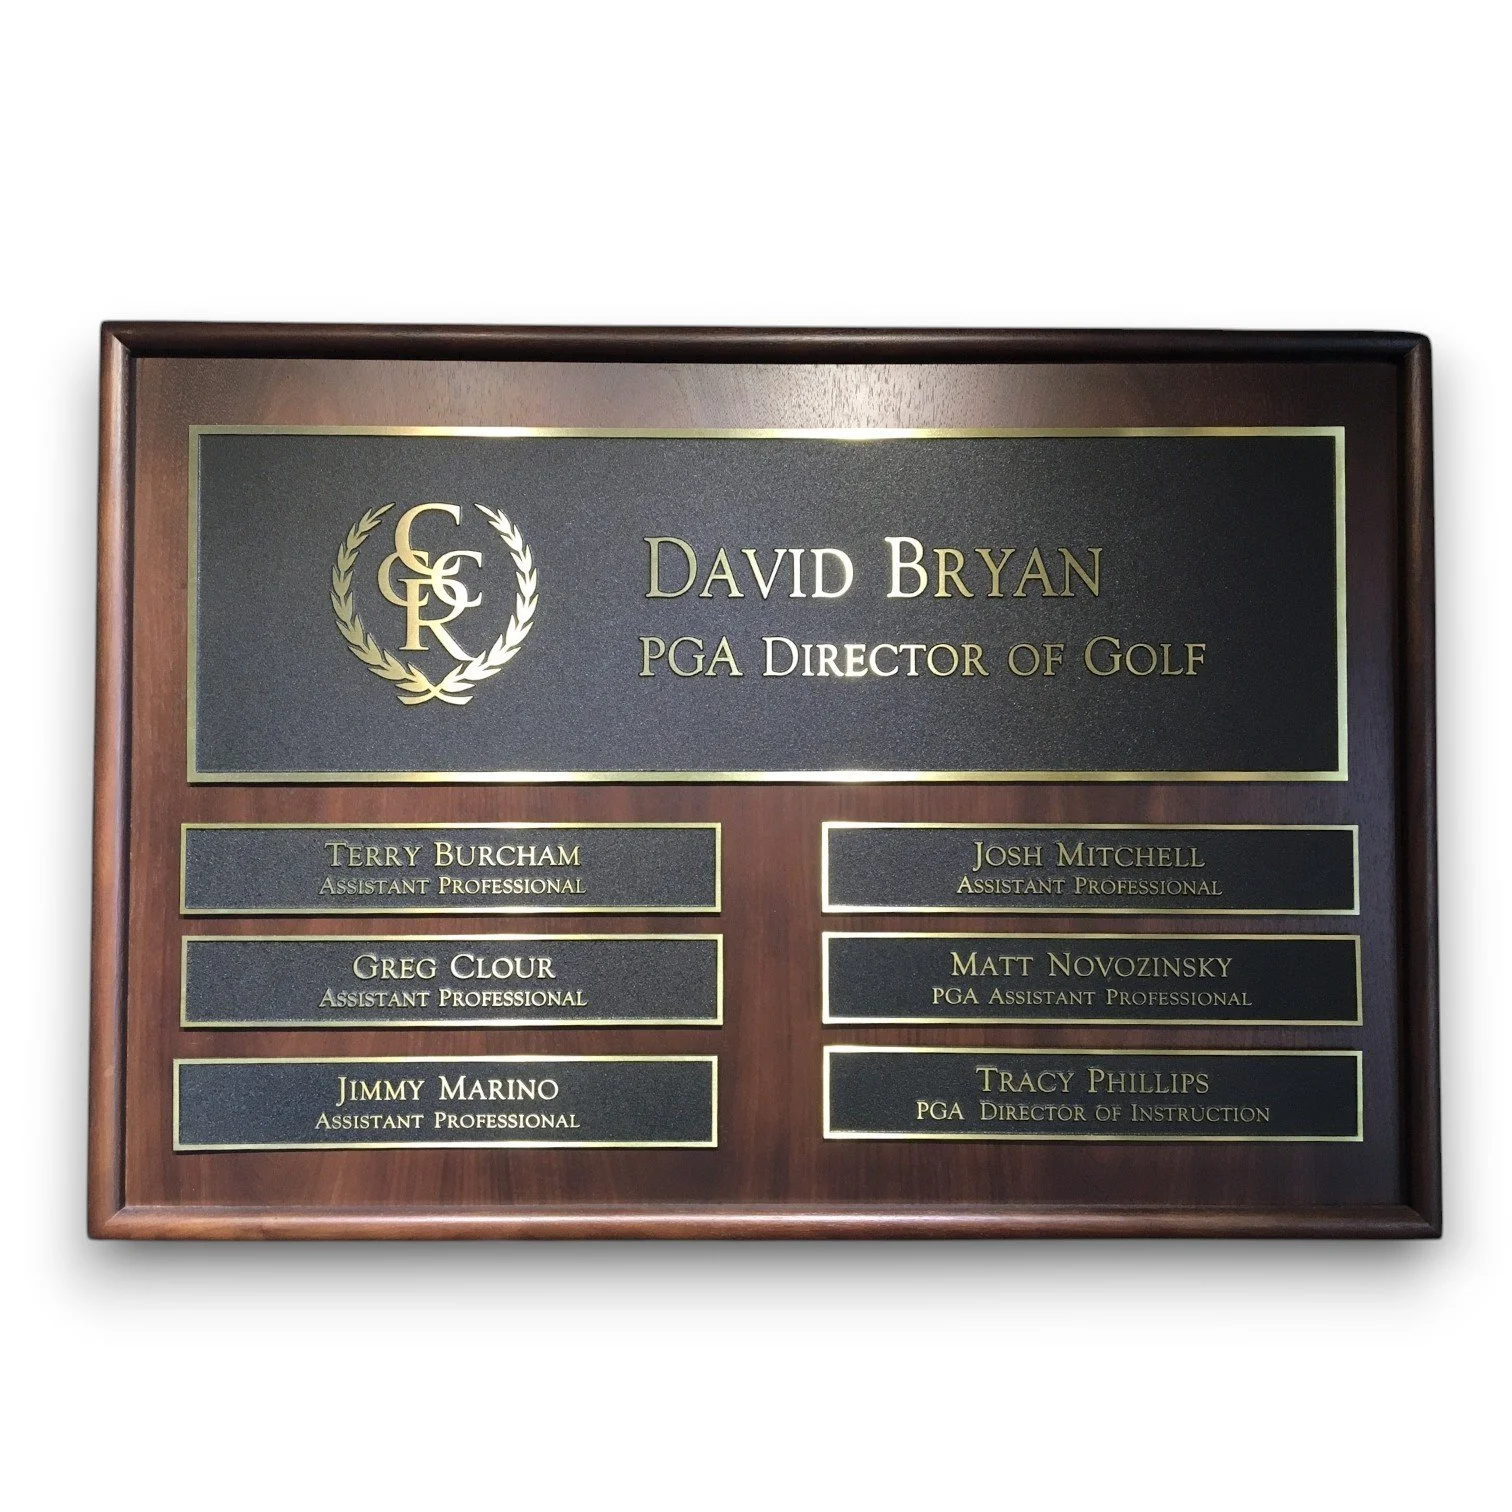 CCCR
DAVID BRYAN
PGA DIRECTOR OF GOLF
TERRY BURCHAM
ASSISTANT PROFESSIONAL
GREG CLOUR
ASSISTANT PROFESSIONAL
JIMMY MARINO
ASSISTANT PROFESSIONAL
JOSH MITCHELL
ASSISTANT PROFESSIONAL
MATT NOVOZINSKY
PGA ASSISTANT PROFESSIONAL
TRACY PHILLIPS
PGA DIRECTOR OF INSTRUCTION